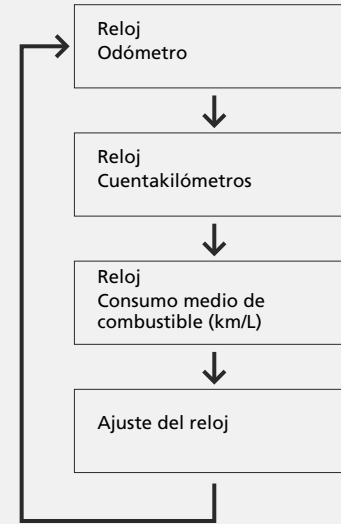 Reloj
Odómetro
Reloj
Cuentakilómetros
Reloj
Consumo medio de
combustible (km/L)
Ajuste del reloj